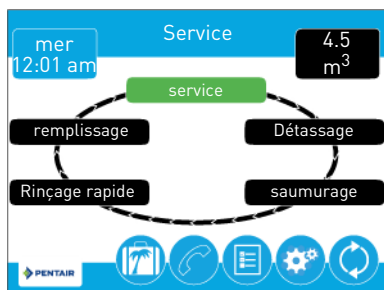 mer
12:01 am
Service
4.5
m³
service
remplissage
Détassage
Rinçage rapide
saumurage
PENTAIR